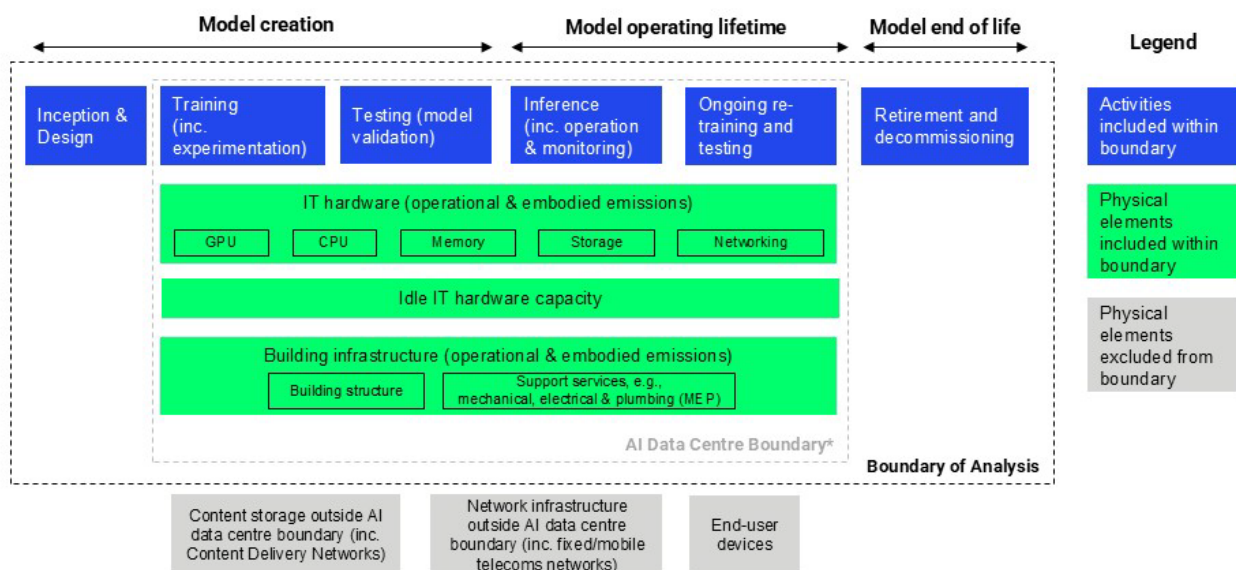 Model creation
Model operating lifetime
Model end of life
Legend
Inception &
Design
Training
(inc.
experimentation)
Testing (model
validation)
Inference
(inc. operation
& monitoring)
Ongoing re-
training and
testing
Retirement and
decommissioning
Activities
included within
boundary
IT hardware (operational & embodied emissions)
GPU
CPU
Memory
Storage
Networking
Physical
elements
included within
boundary
Idle IT hardware capacity
Building infrastructure (operational & embodied emissions)
Building structure
Support services, e.g.,
mechanical, electrical & plumbing (MEP)
Physical
elements
excluded from
boundary
AI Data Centre Boundary*
Boundary of Analysis
Content storage outside AI
data centre boundary (inc.
Content Delivery Networks)
Network infrastructure
outside AI data centre
boundary (inc. fixed/mobile
telecoms networks)
End-user
devices